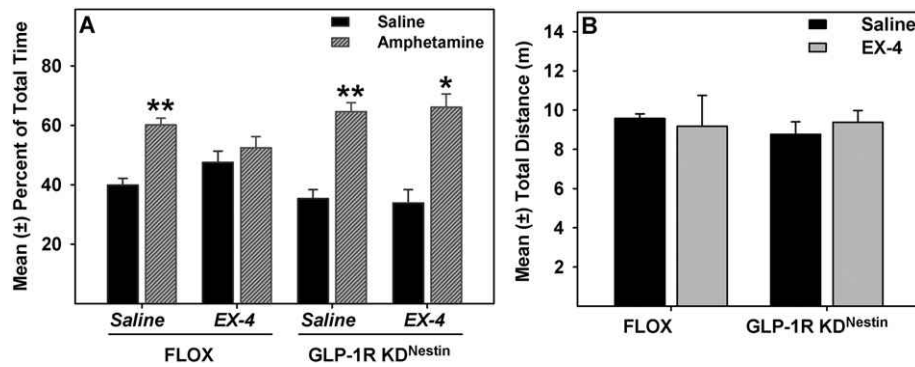 A
Saline
Amphetamine
Mean (±) Percent of Total Time
80
60
40
20
**
**
*
Saline EX-4 Saline EX-4
FLOX GLP-1R KDNestin
B
Saline
EX-4
Mean (±) Total Distance (m)
14
12
10
8
6
4
2
FLOX GLP-1R KDNestin